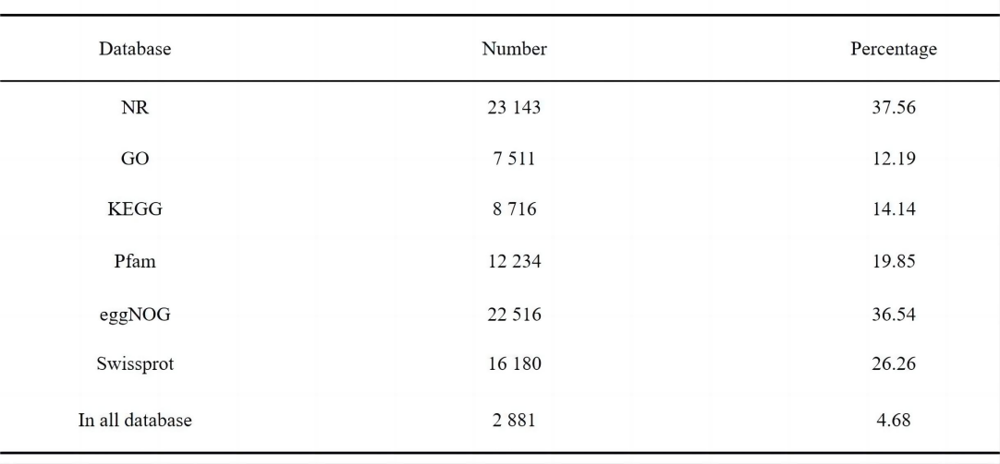 Database Number Percentage
NR 23 143 37.56
GO 7 511 12.19
KEGG 8 716 14.14
Pfam 12 234 19.85
eggNOG 22 516 36.54
Swissprot 16 180 26.26
In all database 2 881 4.68